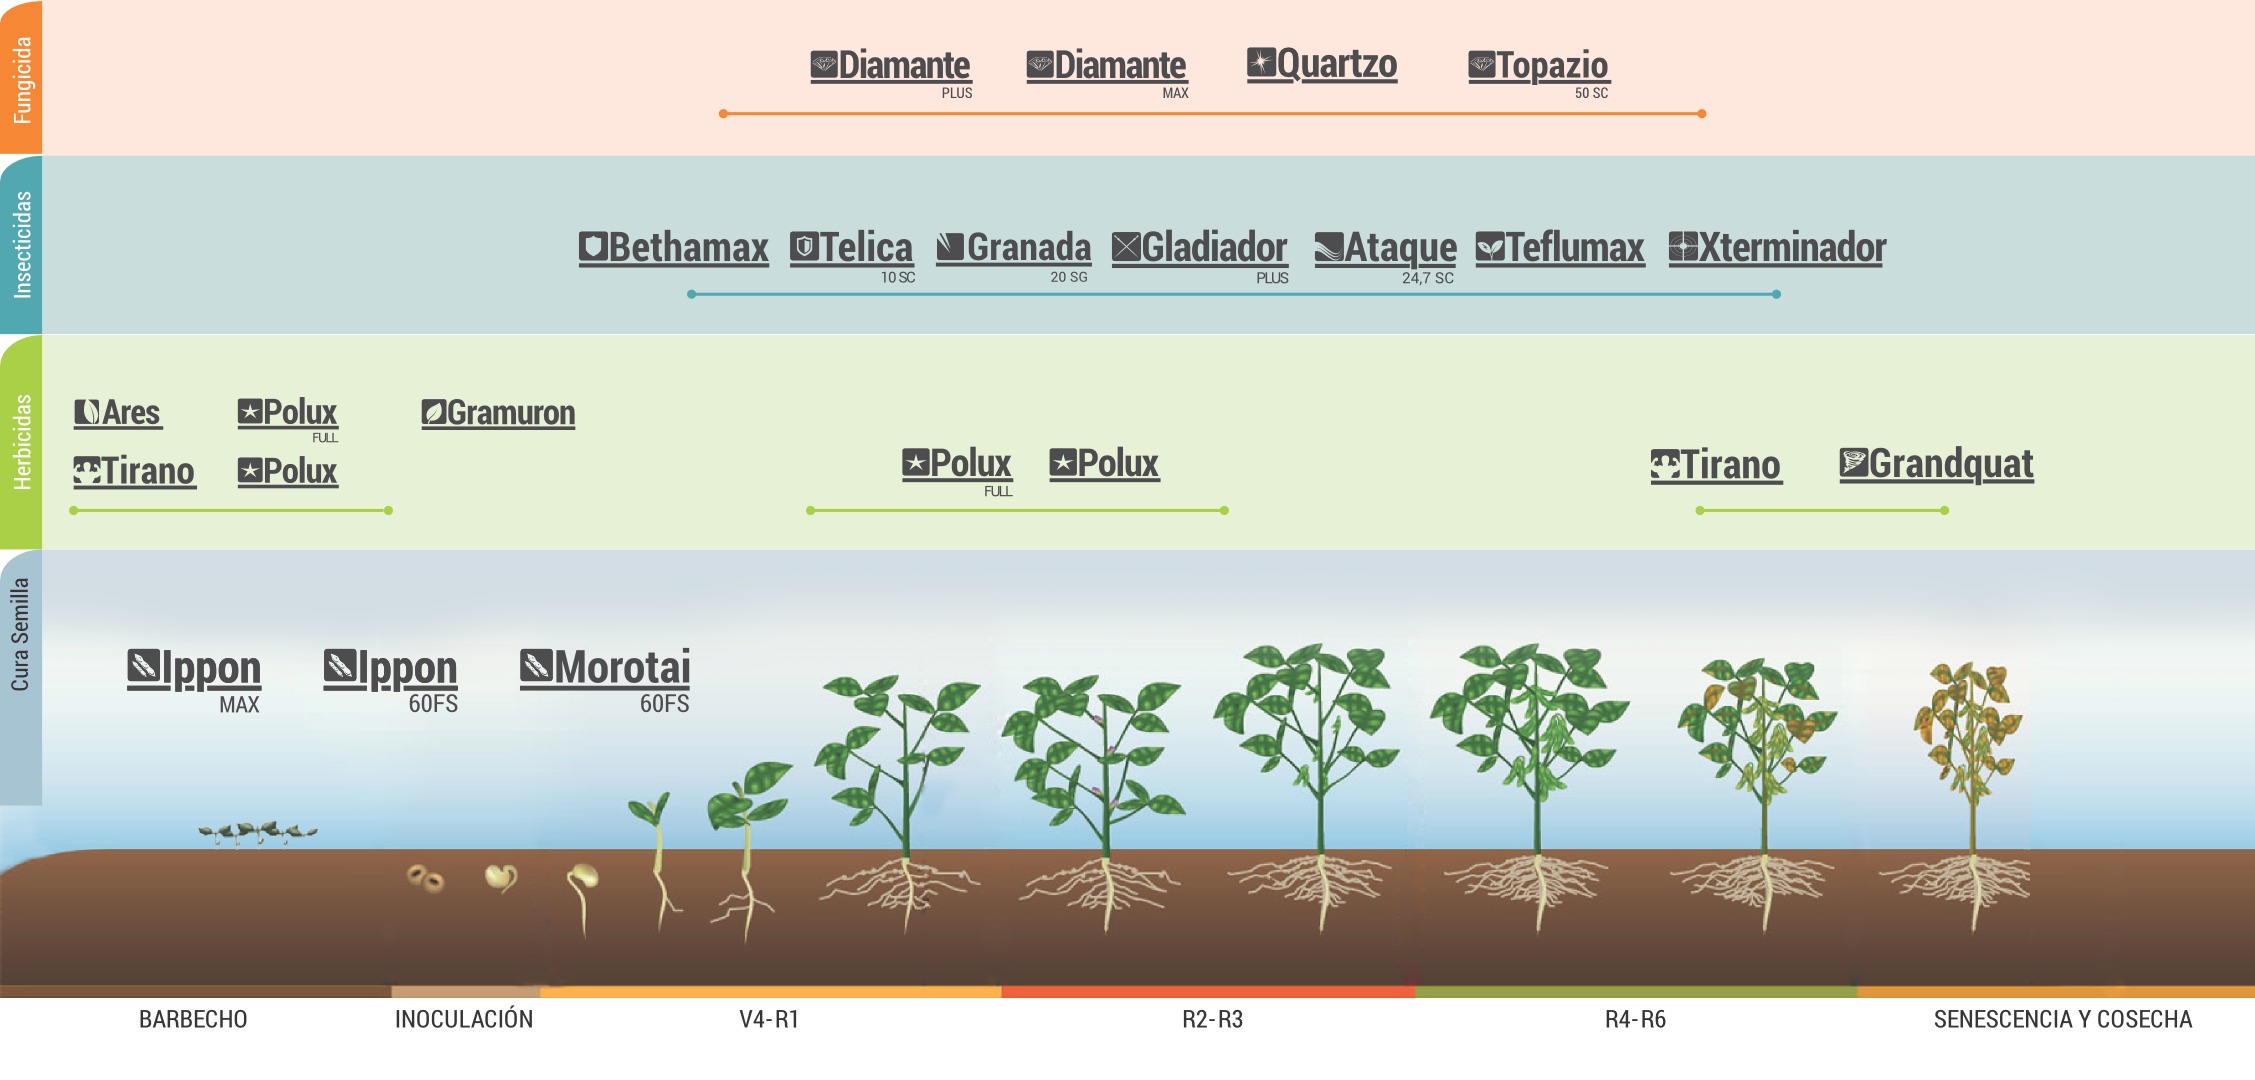 Fungicida
Diamante
PLUS
Diamante
MAX
Quartzo
Topazio
50 SC
Insecticidas
Bethamax
Telica
10 SC
Granada
20 SG
Gladiador
PLUS
Ataque
24,7 SC
Teflumax
Xterminador
Herbicidas
Ares
Polux
FULL
Gramuron
Tirano
Polux
Polux
FULL
Polux
Tirano
Grandquat
Cura Semilla
Ippon
MAX
Ippon
60FS
Morotai
60FS
BARBECHO
INOCULACIÓN
V4-R1
R2-R3
R4-R6
SENESCENCIA Y COSECHA